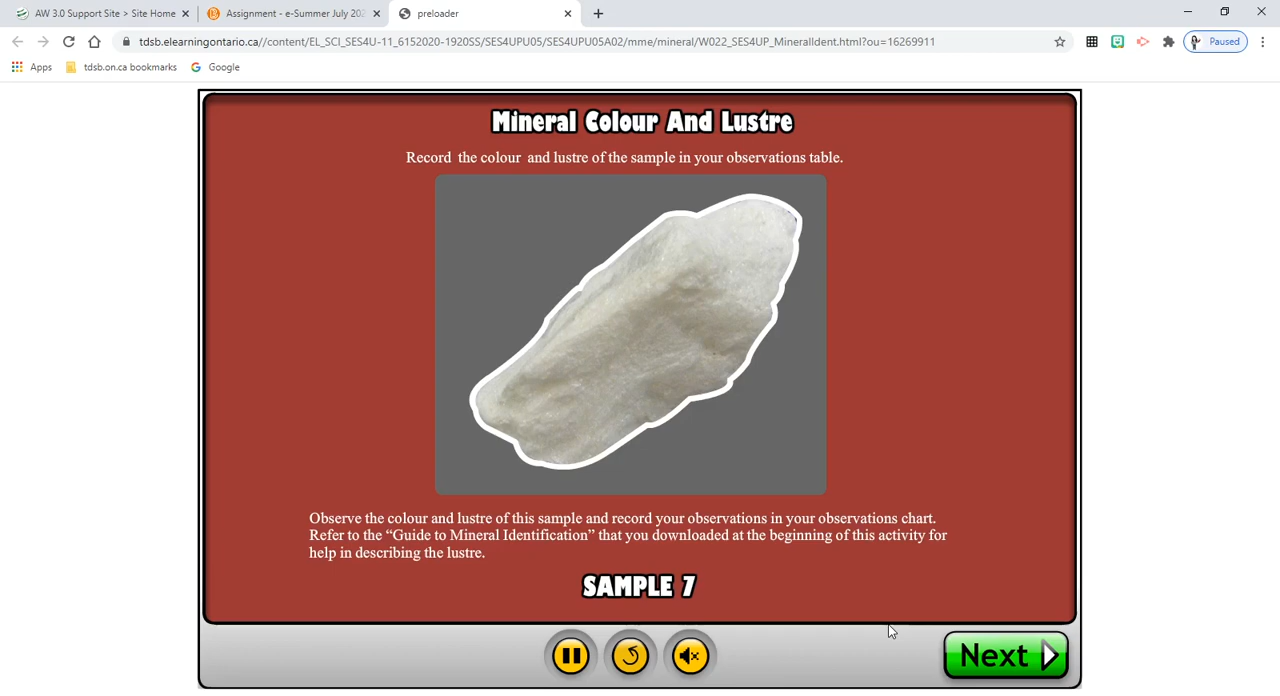 AW 3.0 Support Site > Site Home
Assignment - e-Summer July 202
preloader
tdsb.elearningontario.ca//content/EL_SCI_SES4U-11_6152020-1920SS/SES4UPU05/SES4UPU05A02/mme/mineral/W022_SES4UP_MineralIdent.html?ou=16269911
Paused
Apps
tdsb.on.ca bookmarks
Google
Mineral Colour And Lustre
Record the colour and lustre of the sample in your observations table.
Observe the colour and lustre of this sample and record your observations in your observations chart.
Refer to the “Guide to Mineral Identification” that you downloaded at the beginning of this activity for
help in describing the lustre.
SAMPLE 7
Next